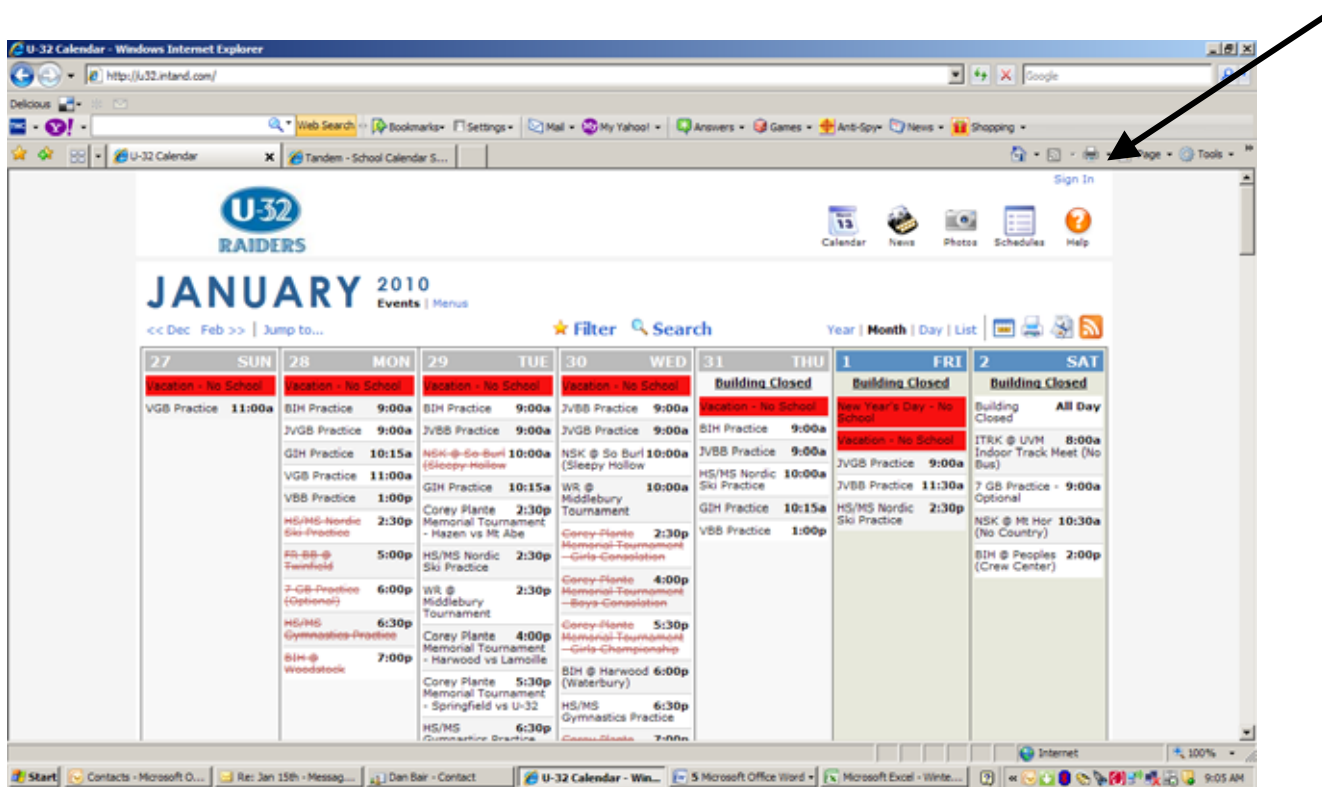 U-32 Calendar - Windows Internet Explorer
http://u32.intand.com/
Google
Delicious
Web Search Bookmarks Settings Mail My Yahoo! Answers Games Anti-Spy News Shopping
U-32 Calendar Tandem - School Calendar S... Page Tools
Sign In
U-32
RAIDERS
Calendar News Photos Schedules Help
JANUARY 2010
Events | Menus
<< Dec Feb >> | Jump to... Filter Search Year | Month | Day | List
27 SUN
Vacation - No School
VGB Practice 11:00a
28 MON
Vacation - No School
BIH Practice 9:00a
JVGB Practice 9:00a
GIH Practice 10:15a
VGB Practice 11:00a
VBB Practice 1:00p
HS/MS Nordic 2:30p
Ski Practice
FR BB @ 5:00p
Twinfield
7 GB Practice 6:00p
(Optional)
HS/MS 6:30p
Gymnastics Practice
BIH @ 7:00p
Woodstock
29 TUE
Vacation - No School
BIH Practice 9:00a
JVBB Practice 9:00a
NSK @ So Burl 10:00a
(Sleepy Hollow
GIH Practice 10:15a
Corey Plante 2:30p
Memorial Tournament
- Hazen vs Mt Abe
HS/MS Nordic 2:30p
Ski Practice
WR @ 2:30p
Middlebury
Tournament
Corey Plante 4:00p
Memorial Tournament
- Harwood vs Lamoille
Corey Plante 5:30p
Memorial Tournament
- Springfield vs U-32
HS/MS 6:30p
Gymnastics Practice
30 WED
Vacation - No School
JVBB Practice 9:00a
JVGB Practice 9:00a
NSK @ So Burl 10:00a
(Sleepy Hollow
WR @ 10:00a
Middlebury
Tournament
Corey Plante 2:30p
Memorial Tournament
- Girls Consolation
Corey Plante 4:00p
Memorial Tournament
- Boys Consolation
Corey Plante 5:30p
Memorial Tournament
- Girls Championship
BIH @ Harwood 6:00p
(Waterbury)
HS/MS 6:30p
Gymnastics Practice
Corey Plante 7:00p
31 THU
Building Closed
Vacation - No School
BIH Practice 9:00a
JVBB Practice 9:00a
HS/MS Nordic 10:00a
Ski Practice
GIH Practice 10:15a
VBB Practice 1:00p
1 FRI
Building Closed
New Year's Day - No
School
Vacation - No School
JVGB Practice 9:00a
JVBB Practice 11:30a
HS/MS Nordic 2:30p
Ski Practice
2 SAT
Building Closed
Building All Day
Closed
ITRK @ UVM 8:00a
Indoor Track Meet (No
Bus)
7 GB Practice - 9:00a
Optional
NSK @ Mt Hor 10:30a
(No Country)
BIH @ Peoples 2:00p
(Crew Center)
Internet 100%
Start Contacts - Microsoft O... Re: Jan 15th - Messag... Dan Bair - Contact U-32 Calendar - Win... 5 Microsoft Office Word Microsoft Excel - Winte... 9:05 AM